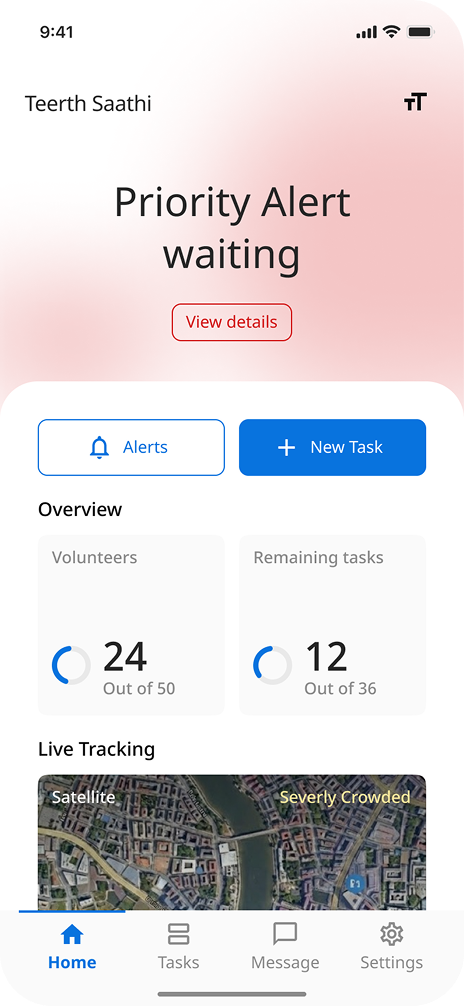 9:41
Teerth Saathi
Priority Alert
waiting
View details
Alerts
New Task
Overview
Volunteers
24
Out of 50
Remaining tasks
12
Out of 36
Live Tracking
Satellite
Severly Crowded
Home
Tasks
Message
Settings